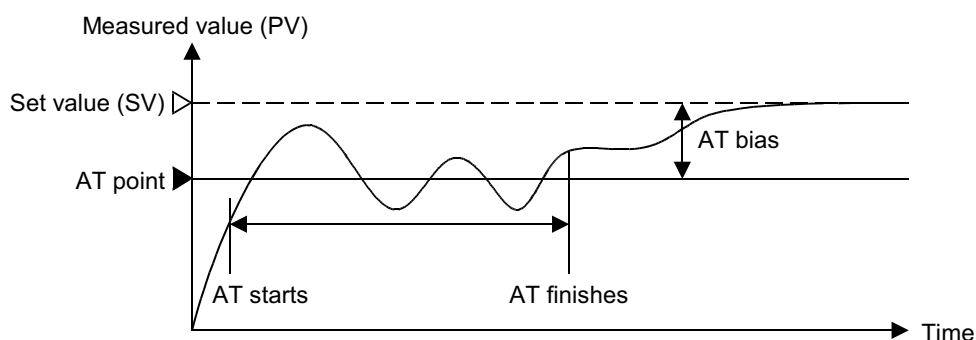 Measured value (PV)
Set value (SV)
AT bias
AT point
AT starts
AT finishes
Time